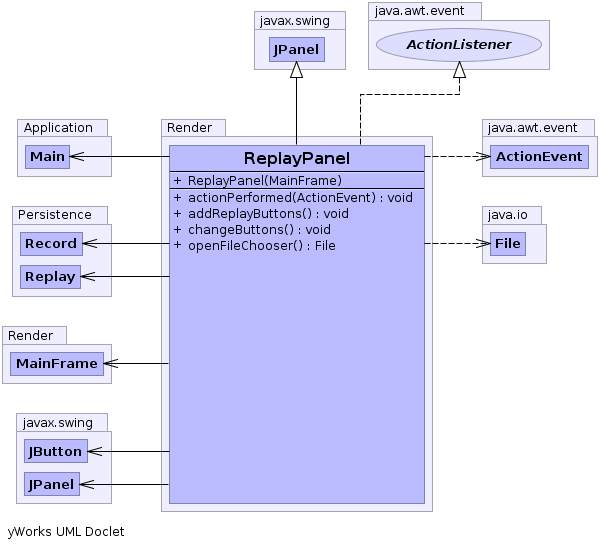 java.awt.event
javax.swing
ActionListener
JPanel
Application
Render
java.awt.event
Main
ReplayPanel
ActionEvent
+ ReplayPanel(MainFrame)
+ actionPerformed(ActionEvent) : void
+ addReplayButtons() : void
+ changeButtons() : void
+ openFileChooser() : File
Persistence
Record
Replay
java.io
File
Render
MainFrame
javax.swing
JButton
JPanel
yWorks UML Doclet